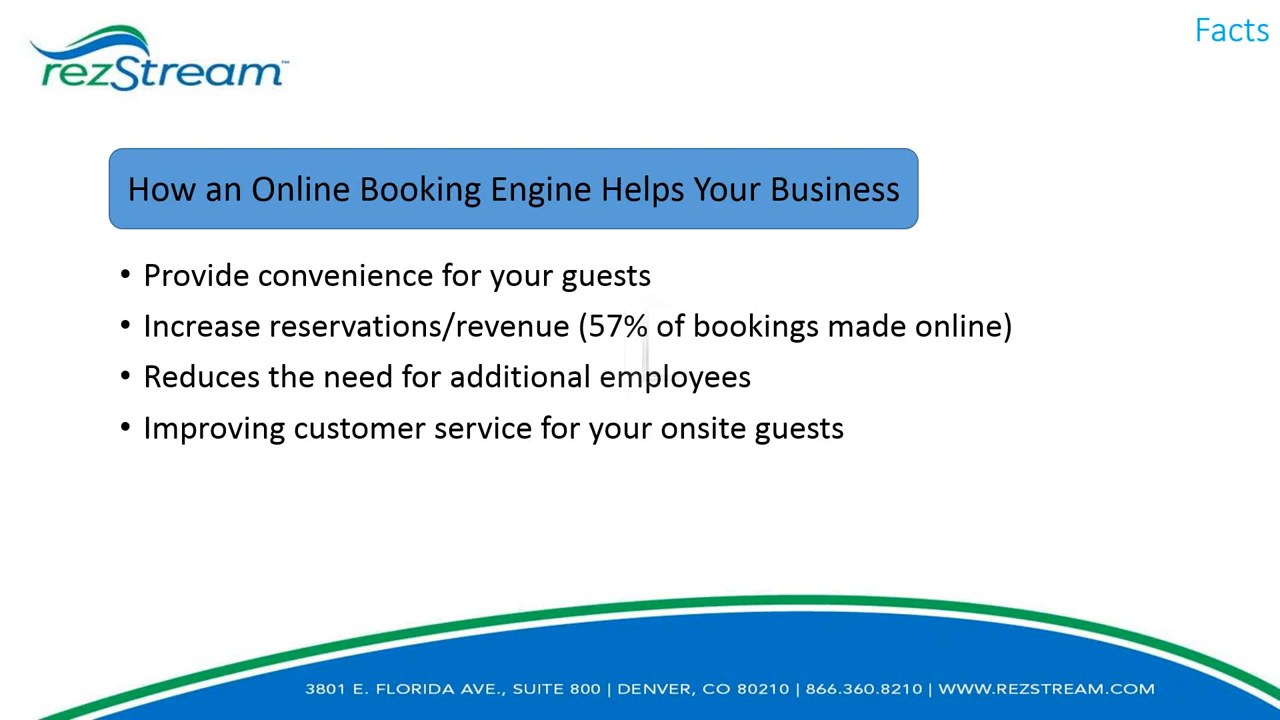 Facts
rezStream™
How an Online Booking Engine Helps Your Business
• Provide convenience for your guests
• Increase reservations/revenue (57% of bookings made online)
• Reduces the need for additional employees
• Improving customer service for your onsite guests
3801 E. FLORIDA AVE., SUITE 800 | DENVER, CO 80210 | 866.360.8210 | WWW.REZSTREAM.COM